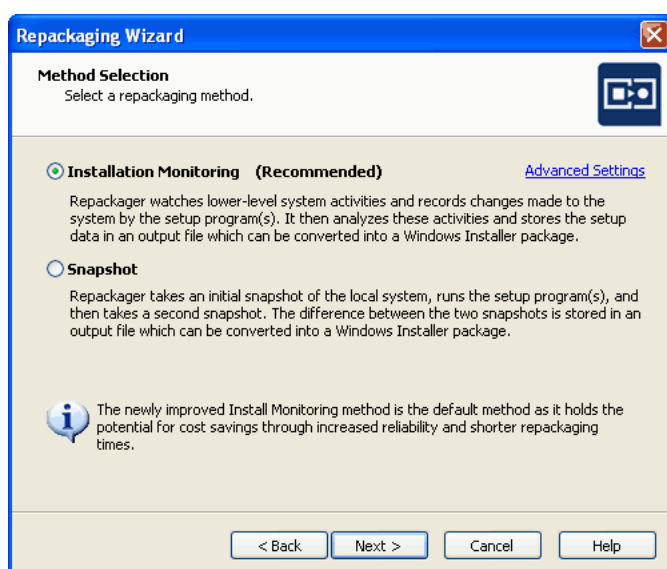 Repackaging Wizard
Method Selection
Select a repackaging method.
Installation Monitoring (Recommended)
Advanced Settings
Repackager watches lower-level system activities and records changes made to the
system by the setup program(s). It then analyzes these activities and stores the setup
data in an output file which can be converted into a Windows Installer package.
Snapshot
Repackager takes an initial snapshot of the local system, runs the setup program(s), and
then takes a second snapshot. The difference between the two snapshots is stored in an
output file which can be converted into a Windows Installer package.
The newly improved Install Monitoring method is the default method as it holds the
potential for cost savings through increased reliability and shorter repackaging
times.
< Back
Next >
Cancel
Help